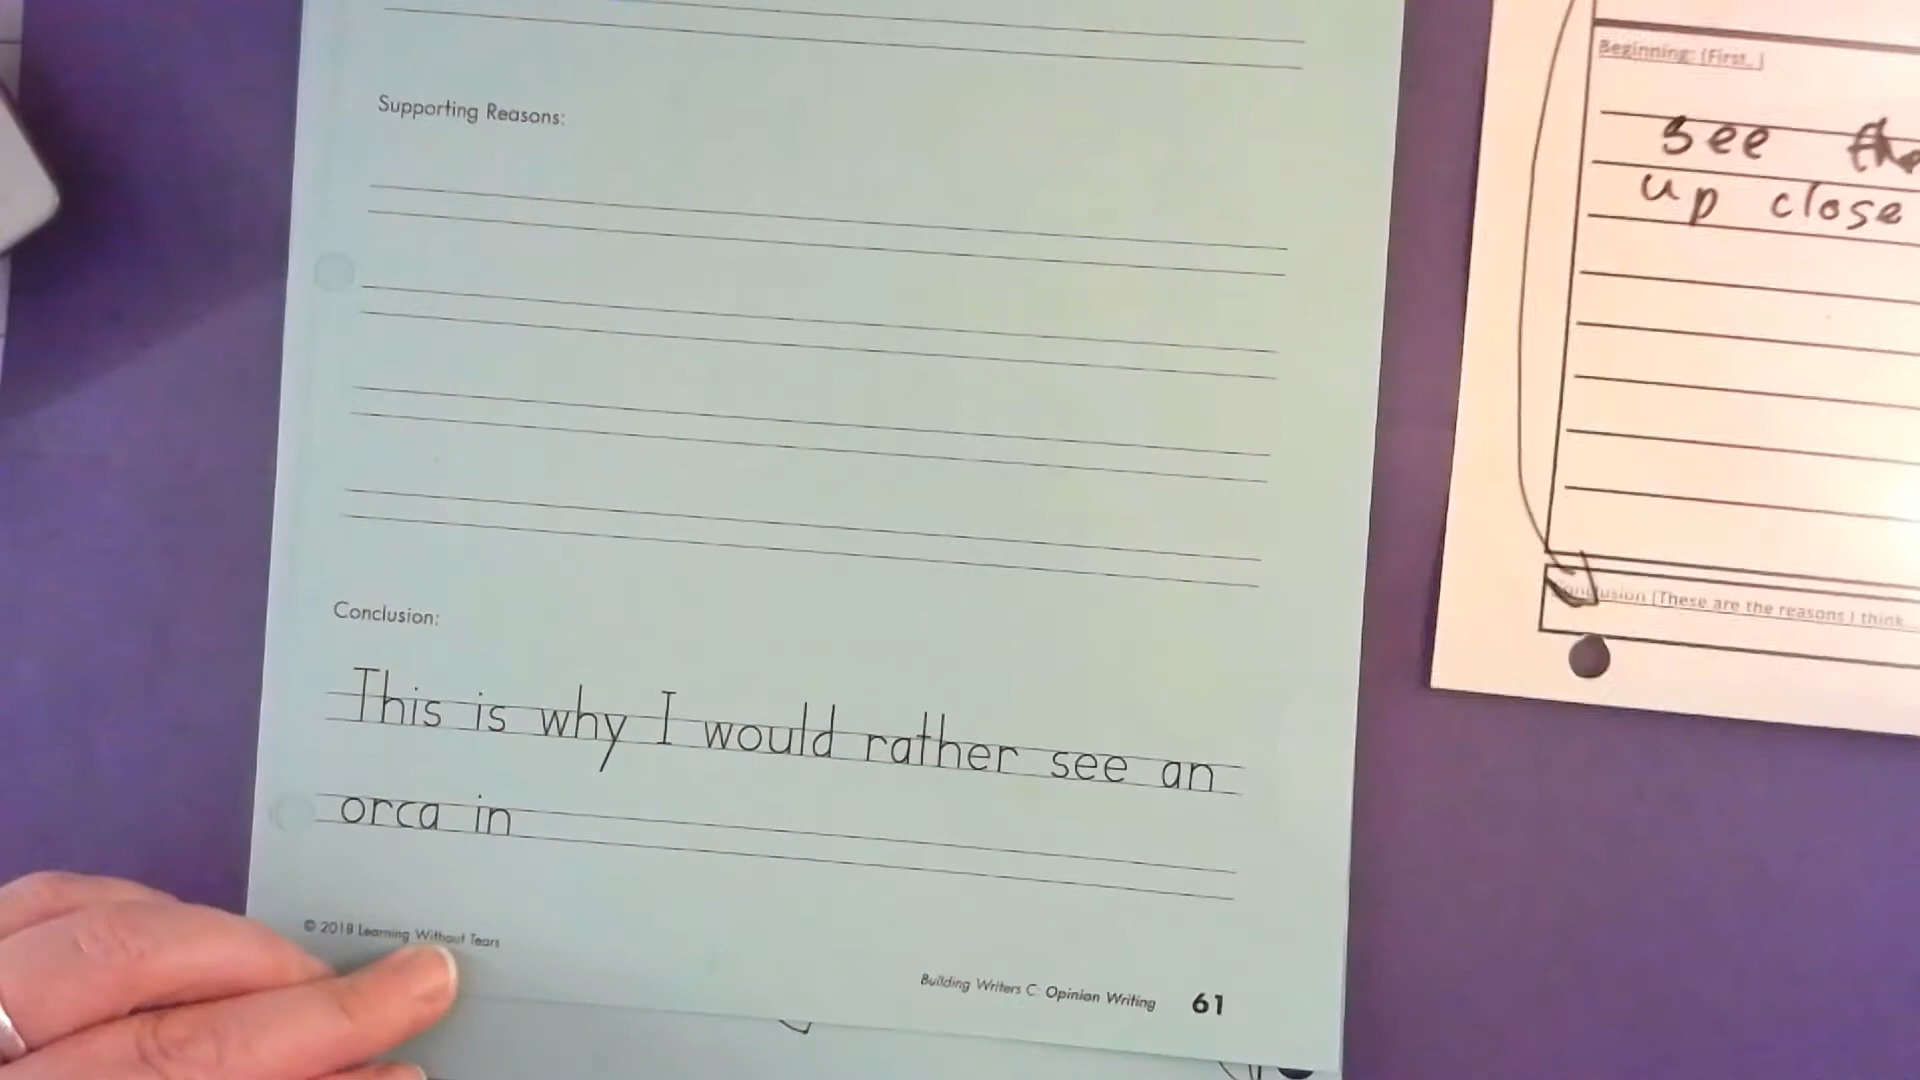 Supporting Reasons:
Conclusion:
This is why I would rather see an
orca in
© 2018 Learning Without Tears
Building Writers C: Opinion Writing 61
Beginning: (First, )
see
up close
Conclusion (These are the reasons I think...